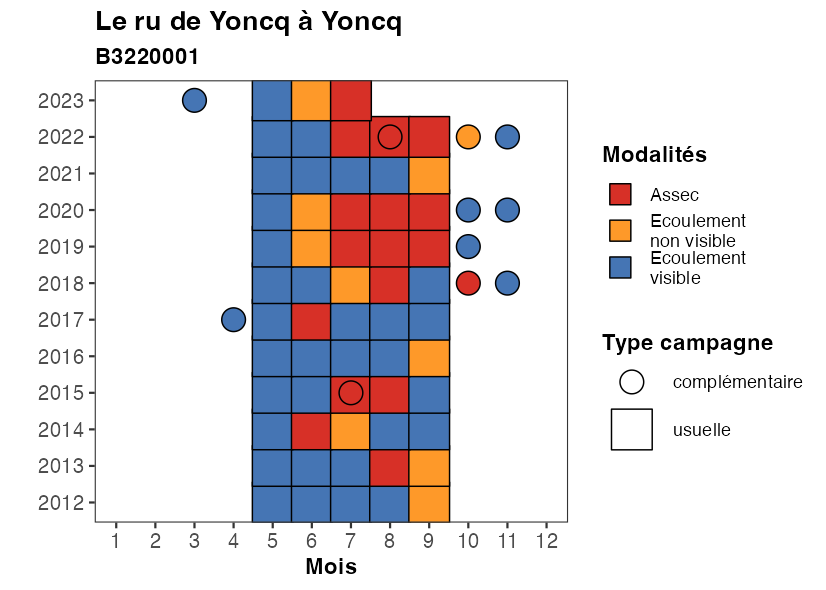 Le ru de Yoncq à Yoncq
B3220001
2023
2022
2021
2020
2019
2018
2017
2016
2015
2014
2013
2012
1 2 3 4 5 6 7 8 9 10 11 12
Mois
Modalités
Assec
Ecoulement
non visible
Ecoulement
visible
Type campagne
complémentaire
usuelle